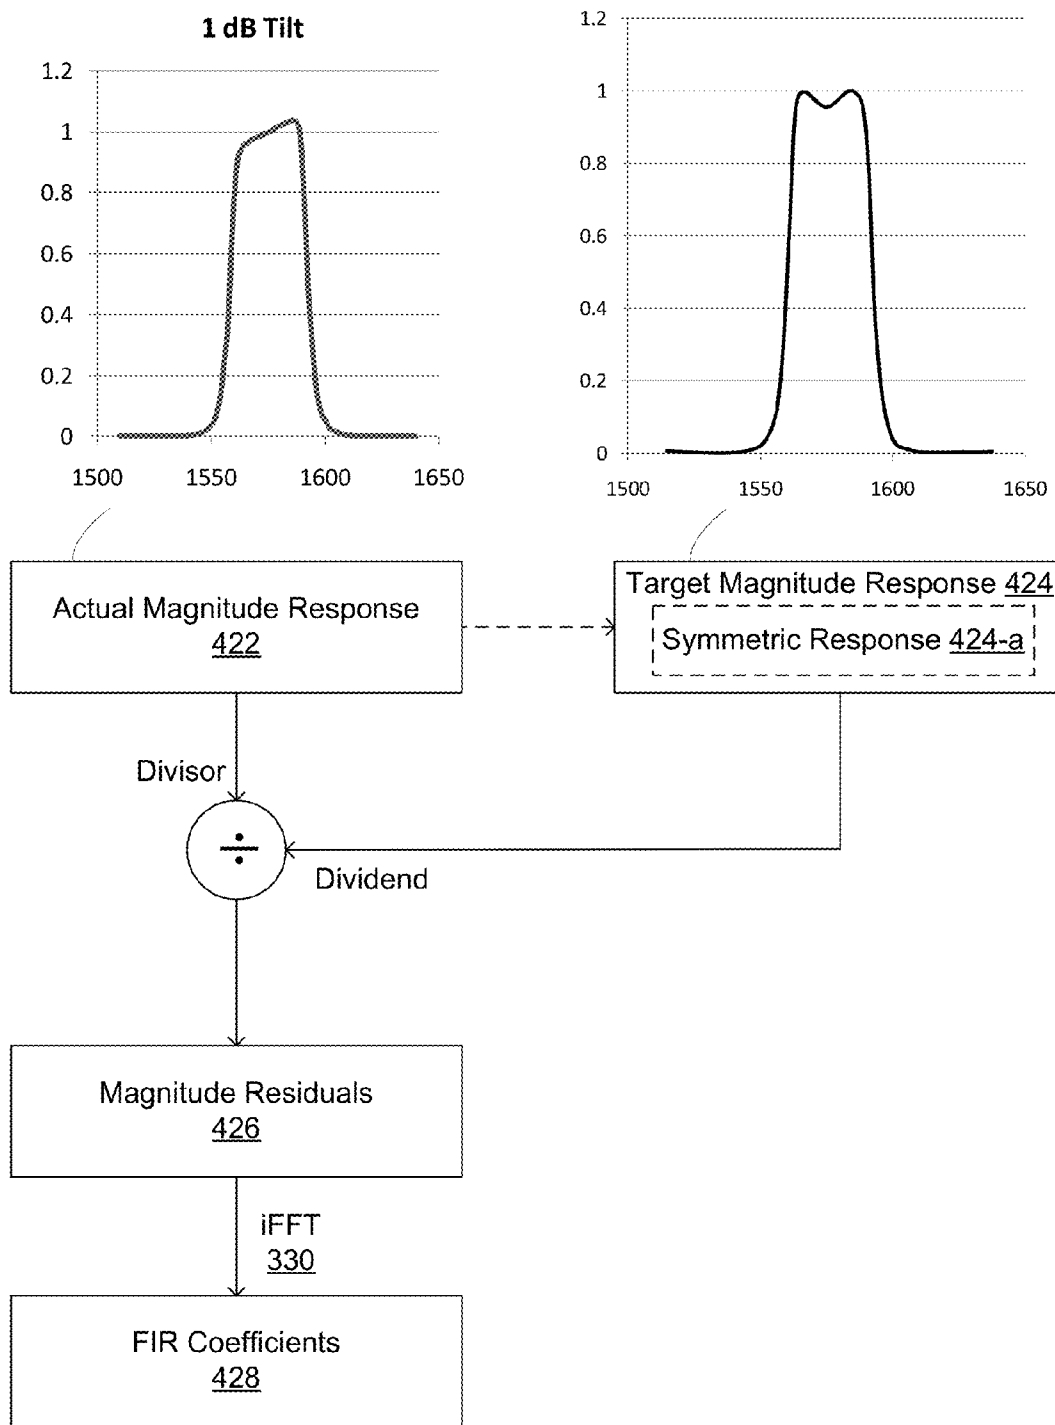 1 dB Tilt
1.2
1
0.8
0.6
0.4
0.2
0
1500 1550 1600 1650
1.2
1
0.8
0.6
0.4
0.2
0
1500 1550 1600 1650
Actual Magnitude Response
422
Target Magnitude Response 424
Symmetric Response 424-a
Divisor
÷
Dividend
Magnitude Residuals
426
iFFT
330
FIR Coefficients
428